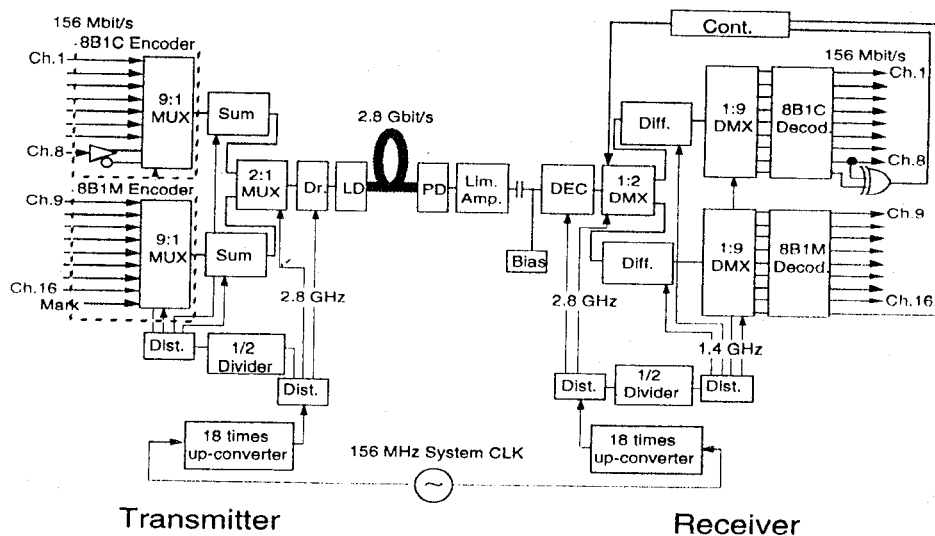 156 Mbit/s
8B1C Encoder
Ch.1
9:1
MUX
Ch.8
8B1M Encoder
Ch.9
9:1
MUX
Ch.16
Mark
Sum
Sum
2:1
MUX
Dr.
LD
2.8 Gbit/s
PD
Lim.
Amp.
Bias
DEC
1:2
DMX
Cont.
Diff.
Diff.
1:9
DMX
8B1C
Decod.
156 Mbit/s
Ch.1
Ch.8
1:9
DMX
8B1M
Decod.
Ch.9
Ch.16
2.8 GHz
2.8 GHz
1.4 GHz
Dist.
1/2
Divider
Dist.
Dist.
1/2
Divider
Dist.
18 times
up-converter
156 MHz System CLK
18 times
up-converter
Transmitter
Receiver